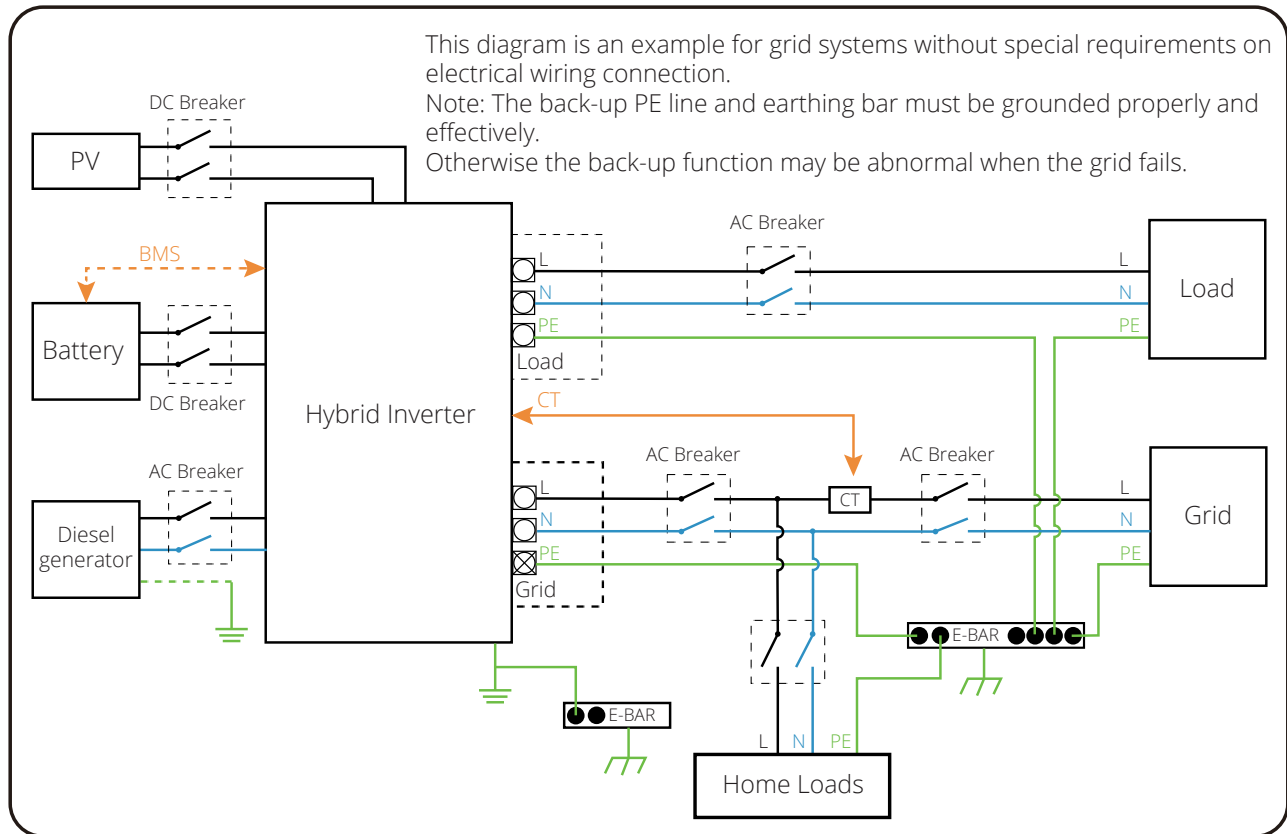 This diagram is an example for grid systems without special requirements on
electrical wiring connection.
Note: The back-up PE line and earthing bar must be grounded properly and
effectively.
Otherwise the back-up function may be abnormal when the grid fails.
DC Breaker
PV
AC Breaker
BMS
L
L
N
N
Load
PE
PE
Battery
Load
DC Breaker
CT
Hybrid Inverter
AC Breaker
AC Breaker
AC Breaker
L
CT
L
N
N
Grid
Diesel
generator
PE
PE
Grid
E-BAR
E-BAR
L
N
PE
Home Loads